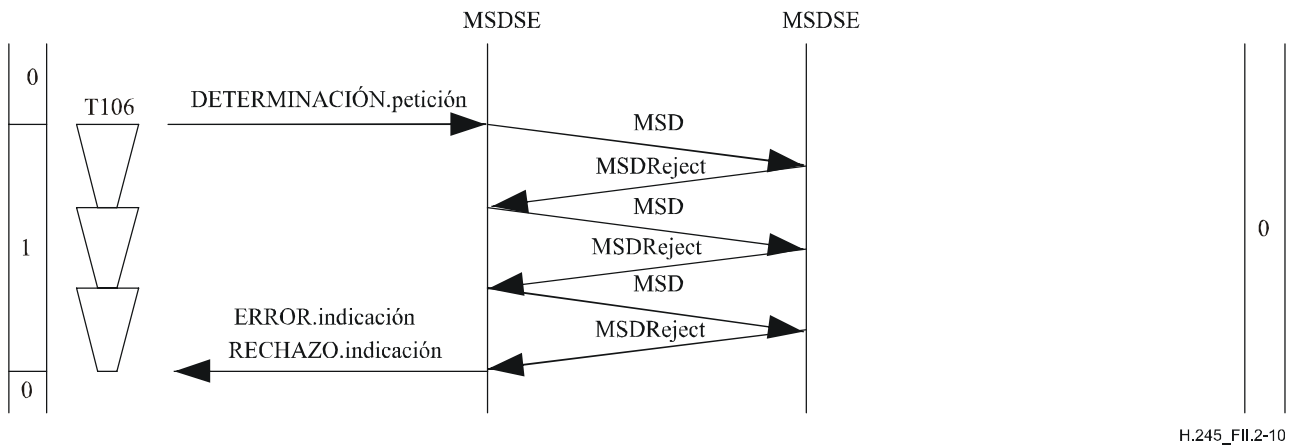 MSDSE
MSDSE
0
T106
DETERMINACIÓN.petición
MSD
MSDReject
MSD
1
MSDReject
0
MSD
ERROR.indicación
MSDReject
RECHAZO.indicación
0
H.245_FII.2-10